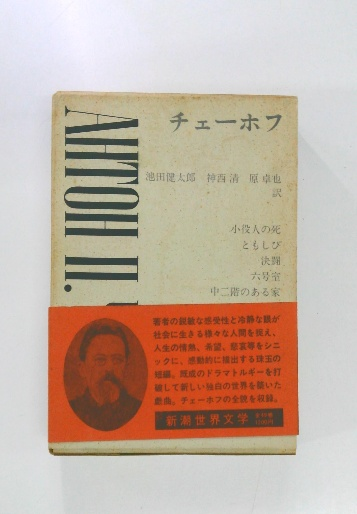 チェーホフ
АНТОН П.
池田健太郎 神西清 原卓也
訳
小役人の死
ともしび
決闘
六号室
中二階のある家
著者の鋭敏な感受性と冷静な眼が
社会に生きる様々な人間を捉え、
人生の情熱、希望、悲哀等をシニ
ックに、感動的に描出する珠玉の
短編。既成のドラマトルギーを打
破して新しい独自の世界を築いた
戯曲。チェーホフの全貌を収録。
新潮世界文学